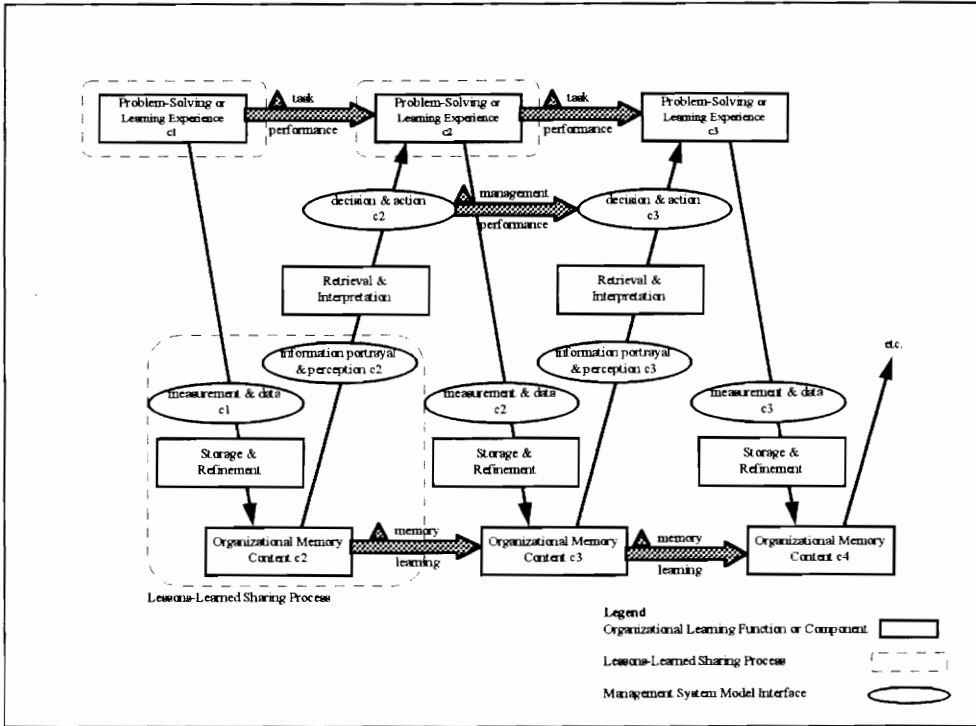 Problem-Solving or
Learning Experience
c1
task
performance
Problem-Solving or
Learning Experience
c2
task
performance
Problem-Solving or
Learning Experience
c3
decision & action
c2
management
performance
decision & action
c3
Retrieval &
Interpretation
Retrieval &
Interpretation
information portrayal
& perception c2
information portrayal
& perception c3
etc.
measurement & data
c1
measurement & data
c2
measurement & data
c3
Storage &
Refinement
Storage &
Refinement
Storage &
Refinement
Organizational Memory
Content c2
memory
learning
Organizational Memory
Content c3
memory
learning
Organizational Memory
Content c4
Lessons-Learned Sharing Process
Legend
Organizational Learning Function or Component
Lessons-Learned Sharing Process
Management System Model Interface